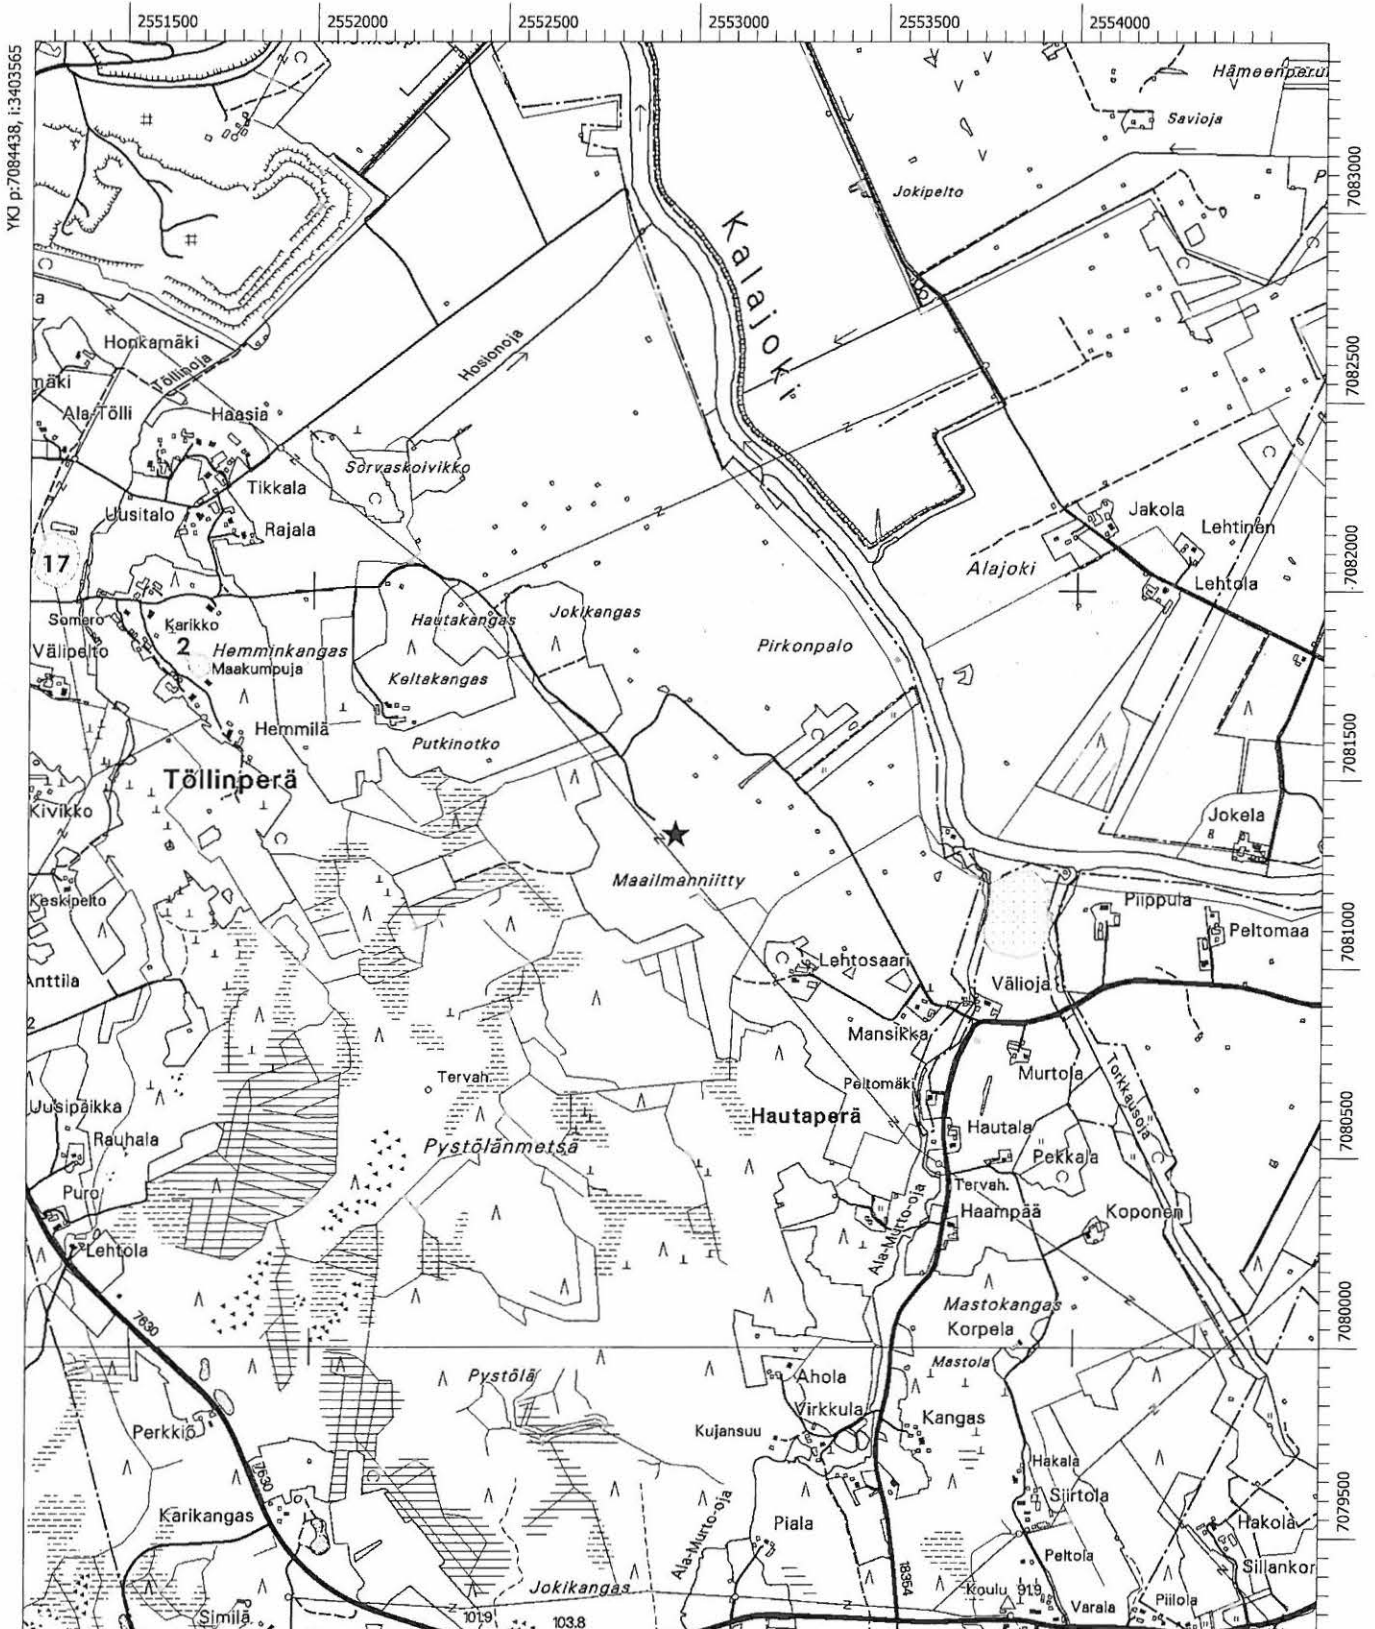 2551500
2552000
2552500
2553000
2553500
2554000
YKJ p:7084438, i:3403565
Hämeenperu
Savioja
Jokipelto
P
7083000
Kalajoki
a
Honkamäki
Töllinoja
Hosionoja
7082500
mäki
Ala-Tölli
Haasia
Sorvaskoivikko
Tikkala
Uusitalo
Rajala
Jakola
Lehtinen
7082000
17
Alajoki
Lehtola
Somero
Karikko
Hautakangas
Jokikangas
2
Välipelto
Hemminkangas
Maakumpuja
Pirkonpalo
Keltakangas
Hemmilä
Putkinotko
7081500
Töllinperä
Kivikko
Jokela
Maailmanniitty
Keskipelto
Piippula
7081000
Peltomaa
Anttila
Lehtosaari
Välioja
2
Mansikka
Murtola
Torkkausoja
Tervah.
Peltomäki
Uusipaikka
Hautaperä
Hautala
7080500
Rauhala
Pystölänmetsä
Pekkala
Tervah.
Puro
Haampää
Koponen
Lehtola
Ala-Murto-oja
Mastokangas
7080000
7630
Korpela
Mastola
Pystölä
Ahola
Virkkula
Kangas
Perkkiö
Kujansuu
Hakala
7630
Siirtola
7079500
Karikangas
Ala-Murto-oja
Piala
Hakola
Peltola
Sillankor
Jokikangas
18364
Koulu 91.9
Varala
Piilola
Similä
101.9
103.8